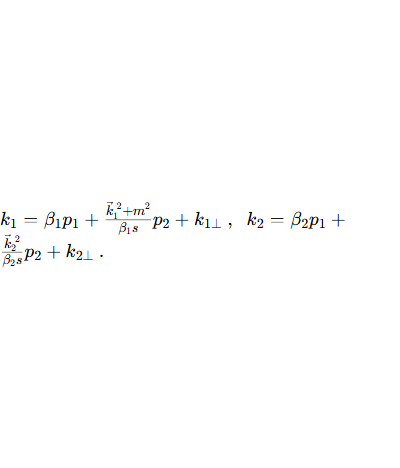 $k_1 = \beta_1 p_1 + \frac{\vec{k}_1^{\,2}+m^2}{\beta_1 s} p_2 + k_{1\perp}\ ,\ \ k_2 = \beta_2 p_1 +$
$\frac{\vec{k}_2^{\,2}}{\beta_2 s} p_2 + k_{2\perp}\ .$